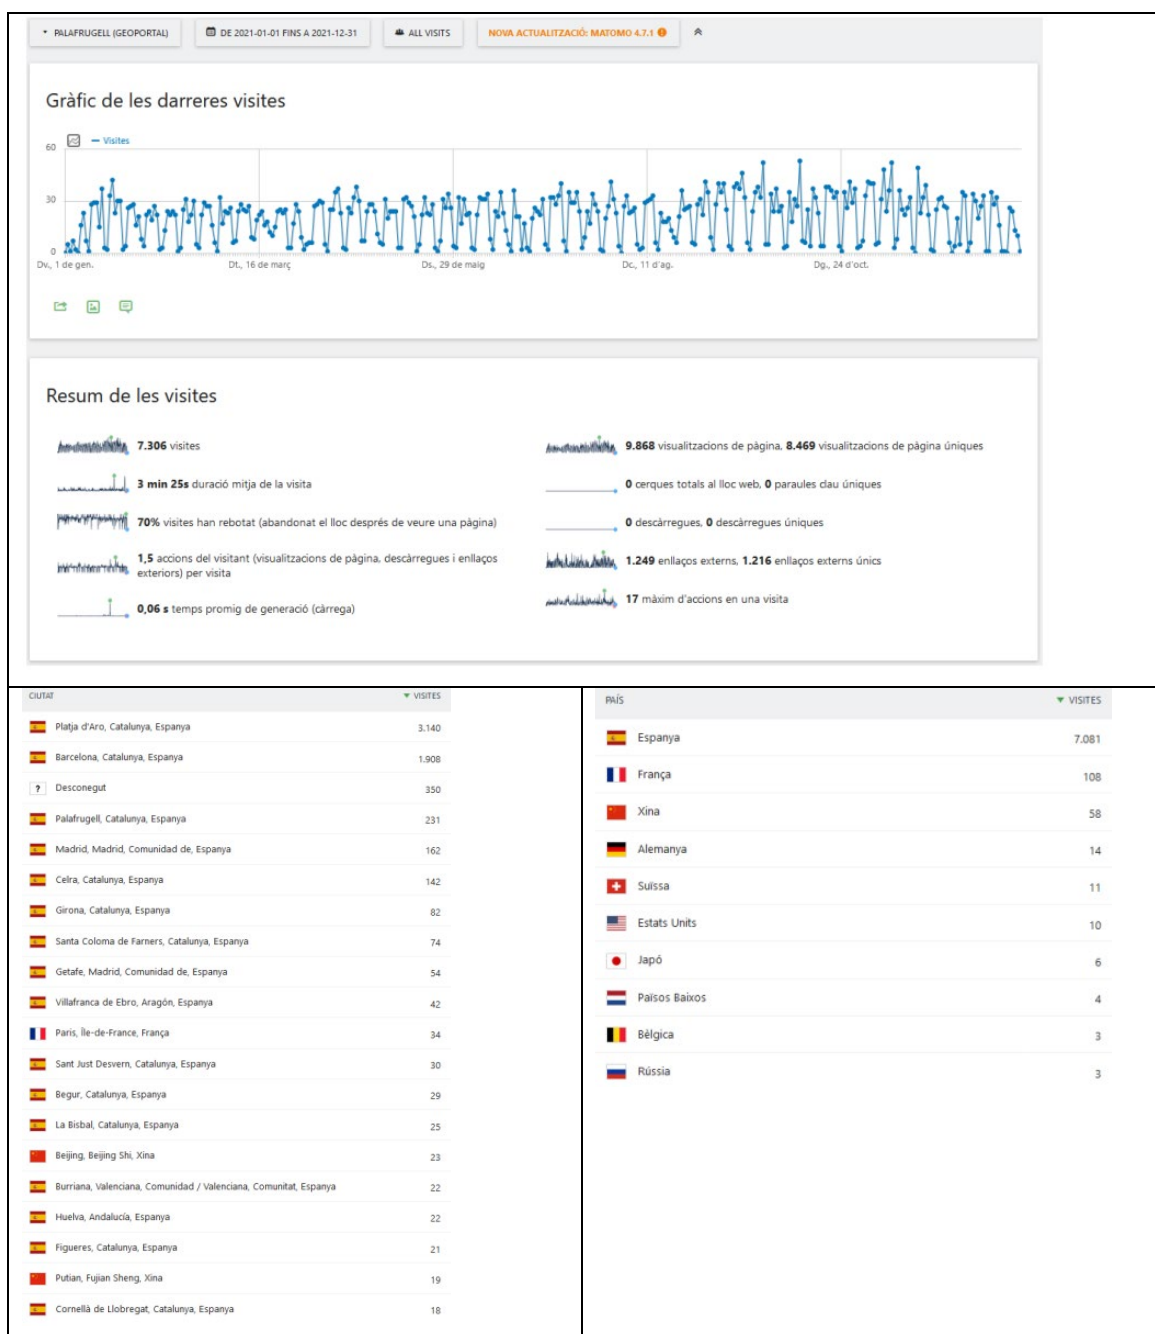 PALAFRUGELL (GEOPORTAL) DE 2021-01-01 FINS A 2021-12-31 ALL VISITS NOVA ACTUALITZACIÓ: MATOMO 4.7.1
Gràfic de les darreres visites
Visites
60
30
0
Dv., 1 de gen. Dt., 16 de març Ds., 29 de maig Dc., 11 d'ag. Dg., 24 d'oct.
Resum de les visites
7.306 visites
3 min 25s duració mitja de la visita
70% visites han rebotat (abandonat el lloc després de veure una pàgina)
1,5 accions del visitant (visualitzacions de pàgina, descàrregues i enllaços
exteriors) per visita
0,06 s temps promig de generació (càrrega)
9.868 visualitzacions de pàgina, 8.469 visualitzacions de pàgina úniques
0 cerques totals al lloc web, 0 paraules clau úniques
0 descàrregues, 0 descàrregues úniques
1.249 enllaços externs, 1.216 enllaços externs únics
17 màxim d'accions en una visita
CIUTAT VISITES
Platja d'Aro, Catalunya, Espanya 3.140
Barcelona, Catalunya, Espanya 1.908
? Desconegut 350
Palafrugell, Catalunya, Espanya 231
Madrid, Madrid, Comunidad de, Espanya 162
Celra, Catalunya, Espanya 142
Girona, Catalunya, Espanya 82
Santa Coloma de Farners, Catalunya, Espanya 74
Getafe, Madrid, Comunidad de, Espanya 54
Villafranca de Ebro, Aragón, Espanya 42
Paris, Île-de-France, França 34
Sant Just Desvern, Catalunya, Espanya 30
Begur, Catalunya, Espanya 29
La Bisbal, Catalunya, Espanya 25
Beijing, Beijing Shi, Xina 23
Burriana, Valenciana, Comunidad / Valenciana, Comunitat, Espanya 22
Huelva, Andalucía, Espanya 22
Figueres, Catalunya, Espanya 21
Putian, Fujian Sheng, Xina 19
Cornellà de Llobregat, Catalunya, Espanya 18
PAÍS VISITES
Espanya 7.081
França 108
Xina 58
Alemanya 14
Suïssa 11
Estats Units 10
Japó 6
Països Baixos 4
Bèlgica 3
Rússia 3